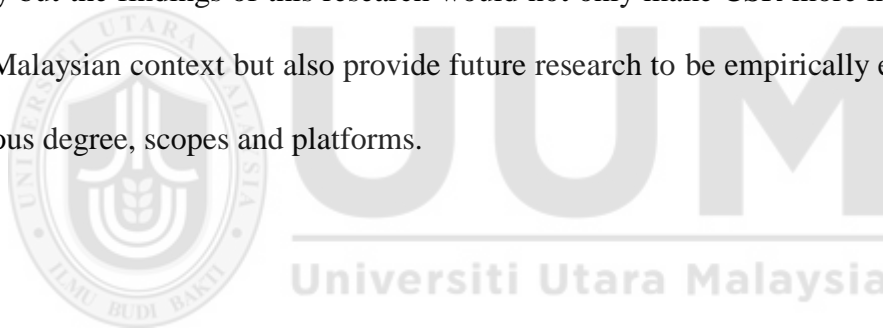 but the findings of this research would not only make CSR more
Malaysian context but also provide future research to be empirically
ous degree, scopes and platforms.
UUM
Universiti Utara Malaysia
UNIVERSITI UTARA MALAYSIA
ILMU BUDI BAKTI